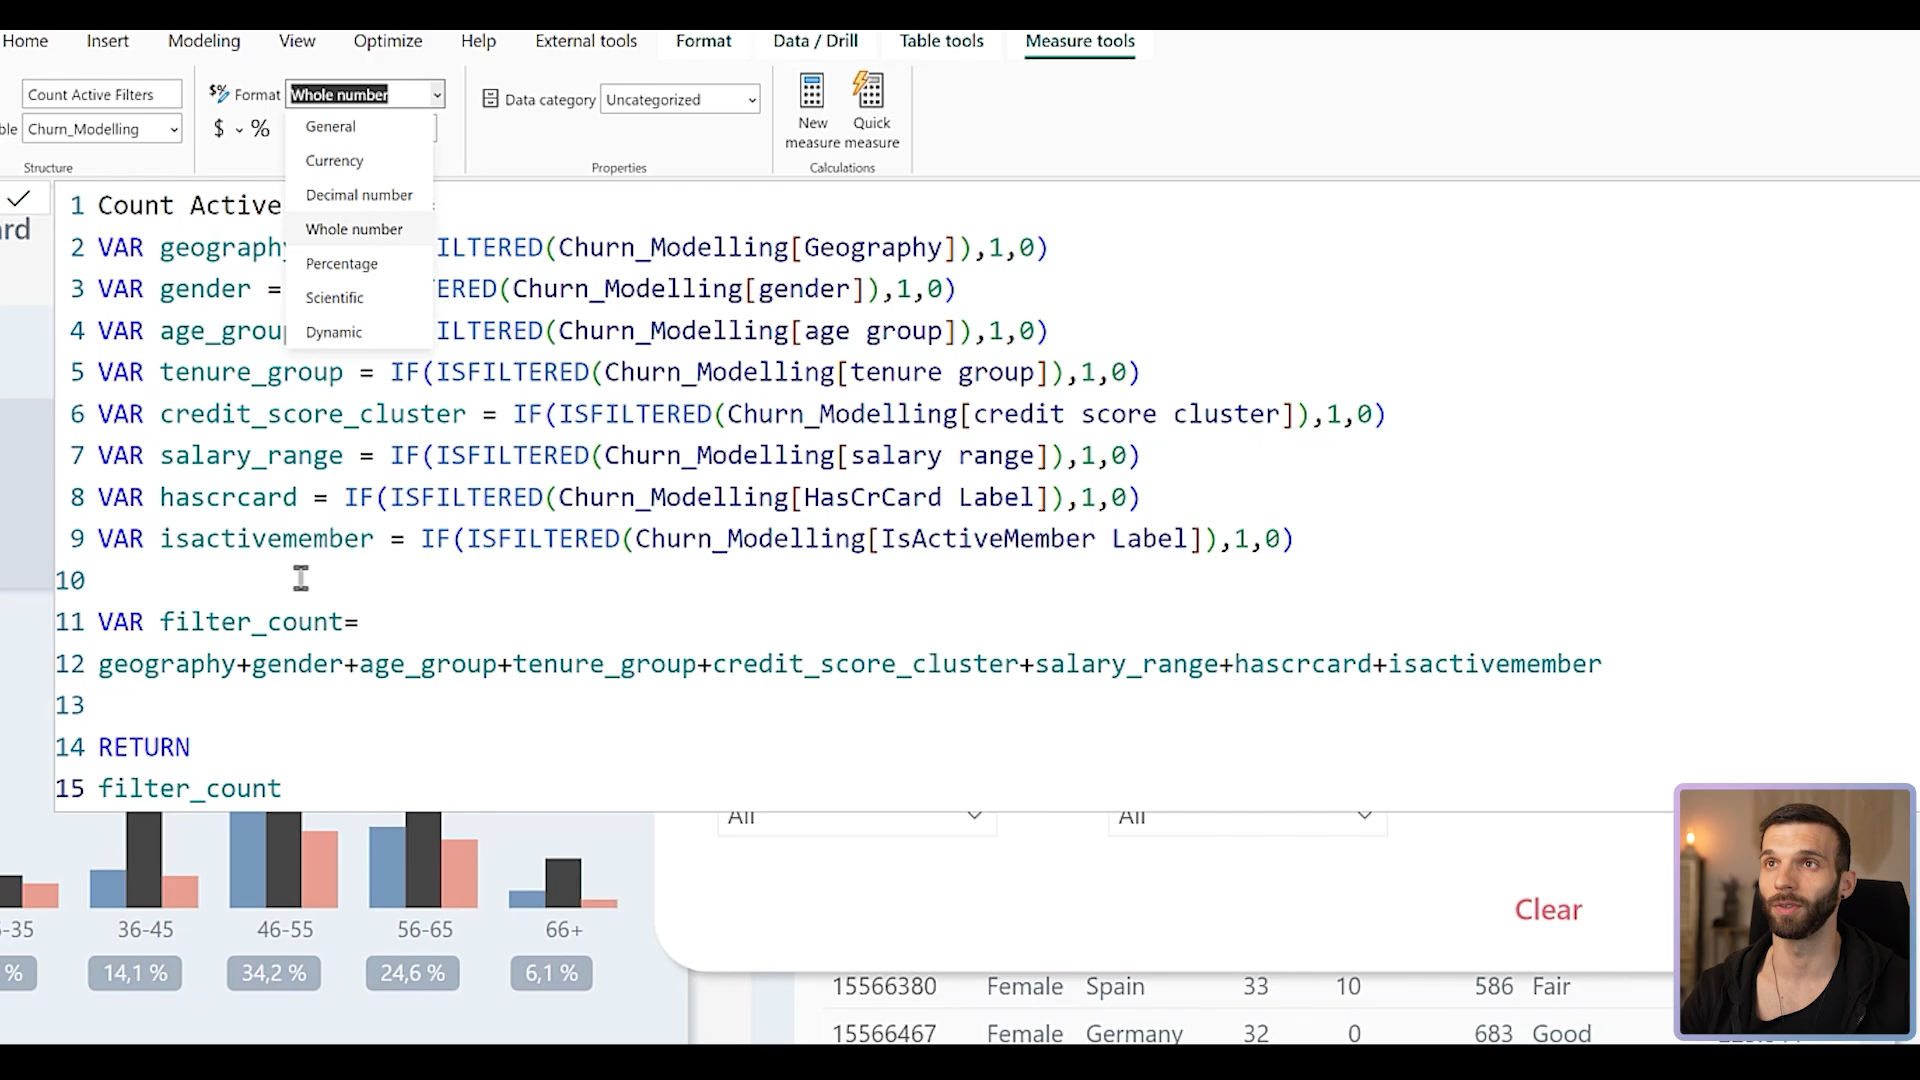 Home Insert Modeling View Optimize Help External tools Format Data / Drill Table tools Measure tools
Count Active Filters
$% Format Whole number
Data category Uncategorized
New measure
Quick measure
ble Churn_Modelling
$ %
Structure
Properties
Calculations
General
Currency
Decimal number
Whole number
Percentage
Scientific
Dynamic
rd
1 Count Active
2 VAR geography ILTERED(Churn_Modelling[Geography]),1,0)
3 VAR gender = TERED(Churn_Modelling[gender]),1,0)
4 VAR age_group ILTERED(Churn_Modelling[age group]),1,0)
5 VAR tenure_group = IF(ISFILTERED(Churn_Modelling[tenure group]),1,0)
6 VAR credit_score_cluster = IF(ISFILTERED(Churn_Modelling[credit score cluster]),1,0)
7 VAR salary_range = IF(ISFILTERED(Churn_Modelling[salary range]),1,0)
8 VAR hascrcard = IF(ISFILTERED(Churn_Modelling[HasCrCard Label]),1,0)
9 VAR isactivemember = IF(ISFILTERED(Churn_Modelling[IsActiveMember Label]),1,0)
10
11 VAR filter_count=
12 geography+gender+age_group+tenure_group+credit_score_cluster+salary_range+hascrcard+isactivemember
13
14 RETURN
15 filter_count
All All
Clear
-35 36-45 46-55 56-65 66+
% 14,1 % 34,2 % 24,6 % 6,1 %
15566380 Female Spain 33 10 586 Fair
15566467 Female Germany 32 0 683 Good